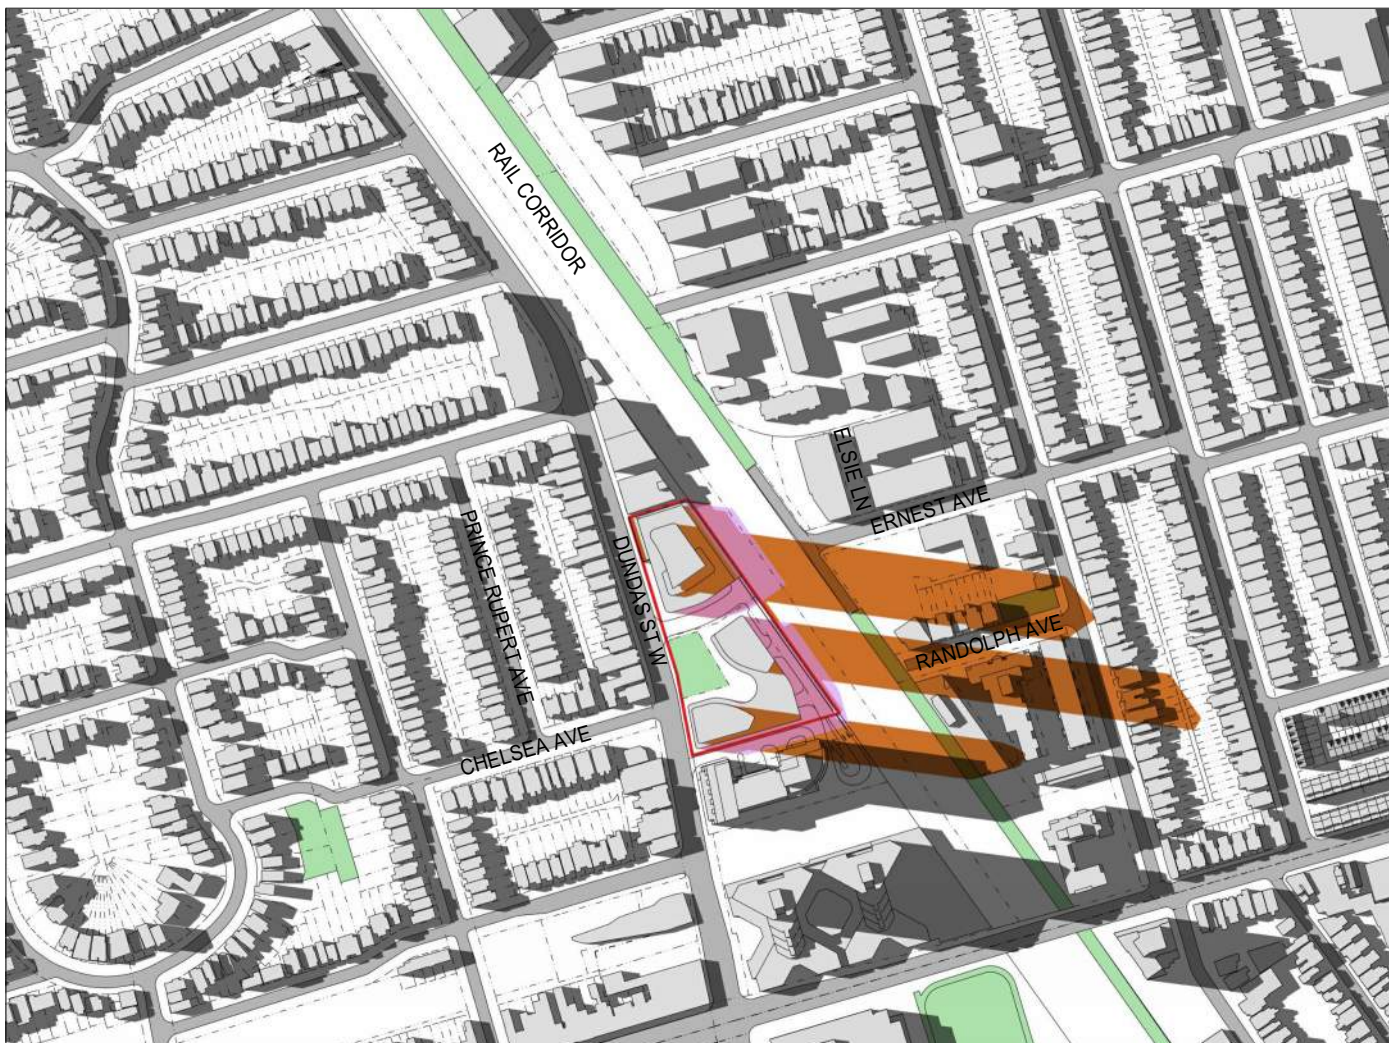 RAIL CORRIDOR
ELSIE LN
ERNEST AVE
PRINCE RUPERT AVE
DUNDAS ST W
RANDOLPH AVE
CHELSEA AVE